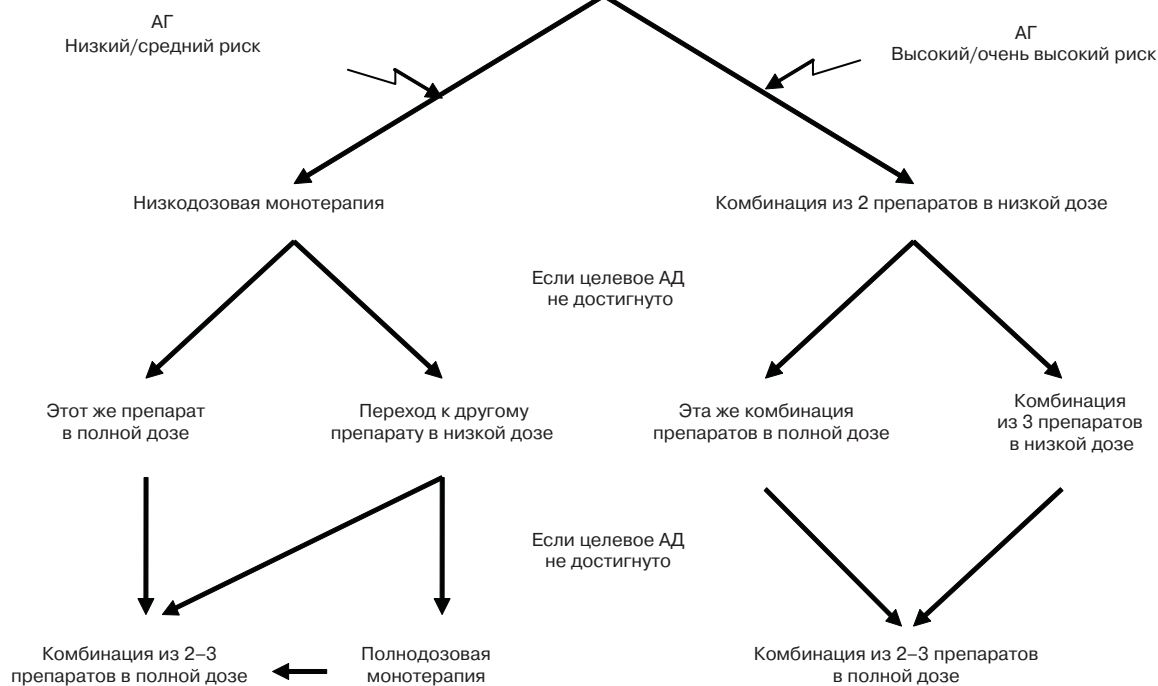 АГ
Низкий/средний риск
АГ
Высокий/очень высокий риск
Низкодозовая монотерапия
Комбинация из 2 препаратов в низкой дозе
Если целевое АД
не достигнуто
Этот же препарат
в полной дозе
Переход к другому
препарату в низкой дозе
Эта же комбинация
препаратов в полной дозе
Комбинация
из 3 препаратов
в низкой дозе
Если целевое АД
не достигнуто
Комбинация из 2–3
препаратов в полной дозе
Полнодозовая
монотерапия
Комбинация из 2–3 препаратов
в полной дозе